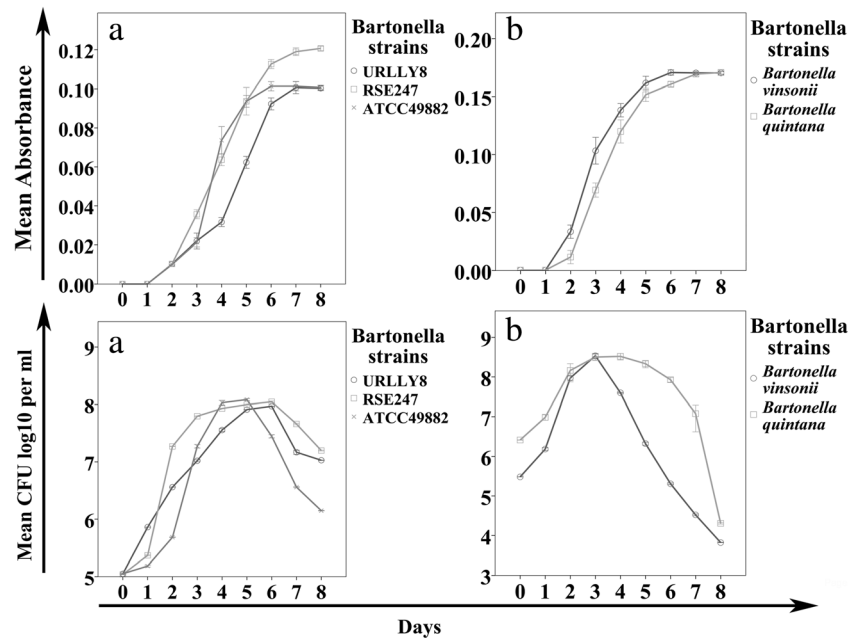 Mean Absorbance
a
0.12
0.10
0.08
0.06
0.04
0.02
0.00
0 1 2 3 4 5 6 7 8
Bartonella
strains
URLLY8
RSE247
ATCC49882
b
0.20
0.15
0.10
0.05
0.00
0 1 2 3 4 5 6 7 8
Bartonella
strains
Bartonella
vinsonii
Bartonella
quintana
Mean CFU log10 per ml
a
9
8
7
6
5
0 1 2 3 4 5 6 7 8
Bartonella
strains
URLLY8
RSE247
ATCC49882
b
9
8
7
6
5
4
3
0 1 2 3 4 5 6 7 8
Bartonella
strains
Bartonella
vinsonii
Bartonella
quintana
Days